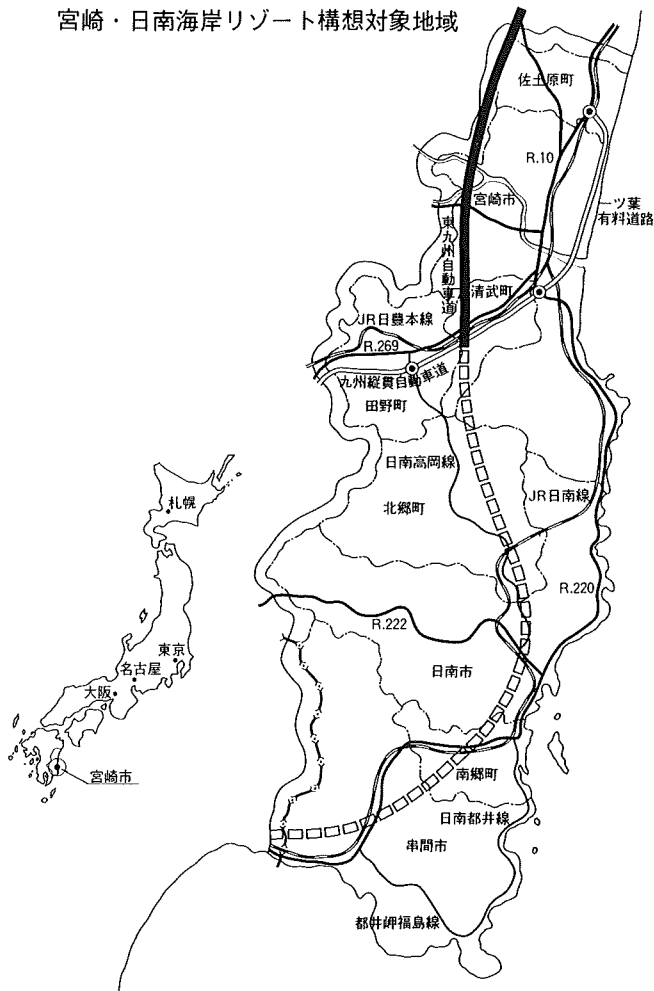 宮崎・日南海岸リゾート構想対象地域
佐土原町
R.10
宮崎市
一ツ葉
有料道路
東九州自動車道
清武町
JR日豊本線
R.269
九州縦貫自動車道
田野町
日南高岡線
JR日南線
北郷町
札幌
R.220
R.222
東京
名古屋
日南市
大阪
宮崎市
南郷町
日南都井線
串間市
都井岬福島線